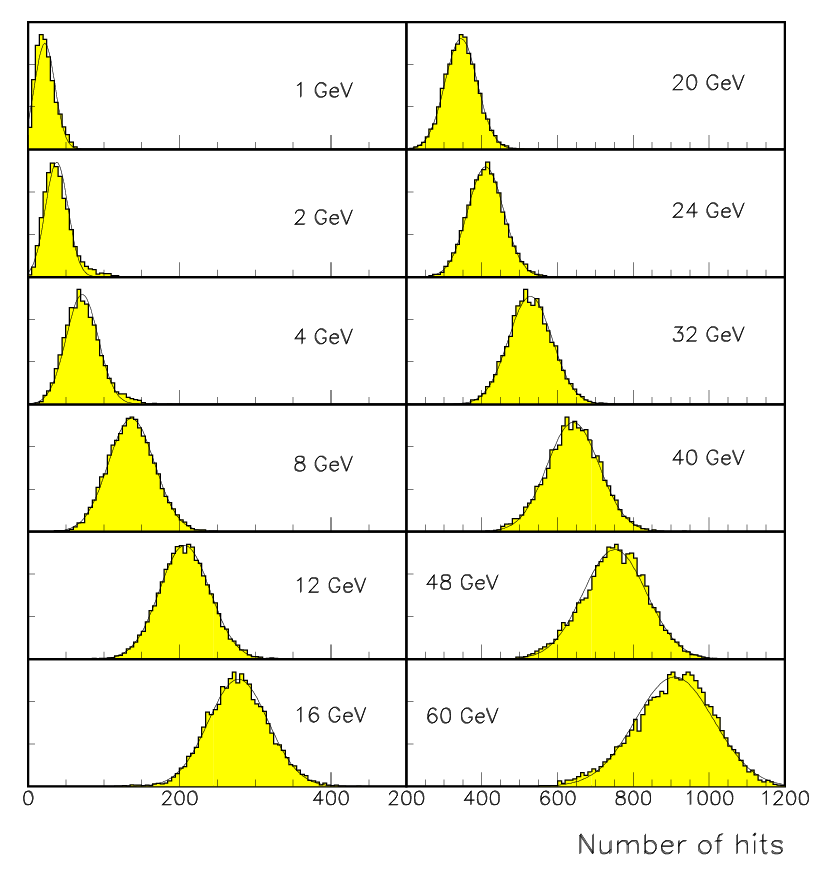 1 GeV
20 GeV
2 GeV
24 GeV
4 GeV
32 GeV
8 GeV
40 GeV
12 GeV
48 GeV
16 GeV
60 GeV
0 200 400 200 400 600 800 1000 1200
Number of hits